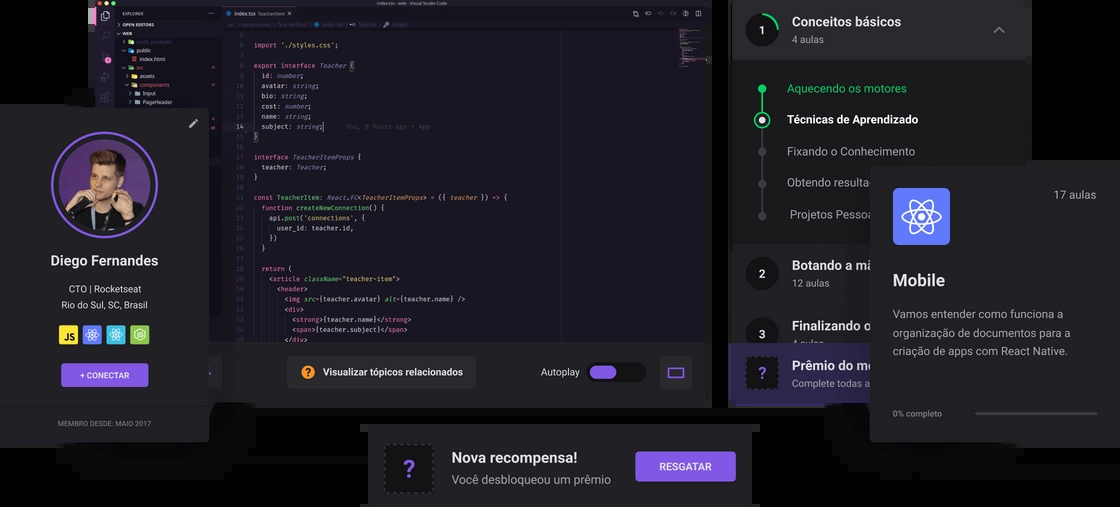 index.tsx - web - Visual Studio Code
EXPLORER
OPEN EDITORS
WEB
node_modules
public
index.html
src
assets
components
Input
PageHeader
index.tsx TeacherItem
src > components > TeacherItem > index.tsx > Teacher > subject
5
6 import './styles.css';
7
8 export interface Teacher {
9 id: number;
10 avatar: string;
11 bio: string;
12 cost: number;
13 name: string;
14 subject: string; You, 6 hours ago • App
15 }
16
17 interface TeacherItemProps {
18 teacher: Teacher;
19 }
20
21 const TeacherItem: React.FC<TeacherItemProps> = ({ teacher }) => {
22 function createNewConnection() {
23 api.post('connections', {
24 user_id: teacher.id,
25 })
26 }
27
28 return (
29 <article className="teacher-item">
30 <header>
31 <img src={teacher.avatar} alt={teacher.name} />
32 <div>
33 <strong>{teacher.name}</strong>
34 <span>{teacher.subject}</span>
35 </div>
Diego Fernandes
CTO | Rocketseat
Rio do Sul, SC, Brasil
JS
+ CONECTAR
MEMBRO DESDE: MAIO 2017
? Visualizar tópicos relacionados
Autoplay
1 Conceitos básicos
4 aulas
Aquecendo os motores
Técnicas de Aprendizado
Fixando o Conhecimento
Obtendo resulta
Projetos Pessoa
2 Botando a mã
12 aulas
3 Finalizando o
4 aulas
? Prêmio do mó
Complete todas a
17 aulas
Mobile
Vamos entender como funciona a
organização de documentos para a
criação de apps com React Native.
0% completo
? Nova recompensa!
Você desbloqueou um prêmio
RESGATAR